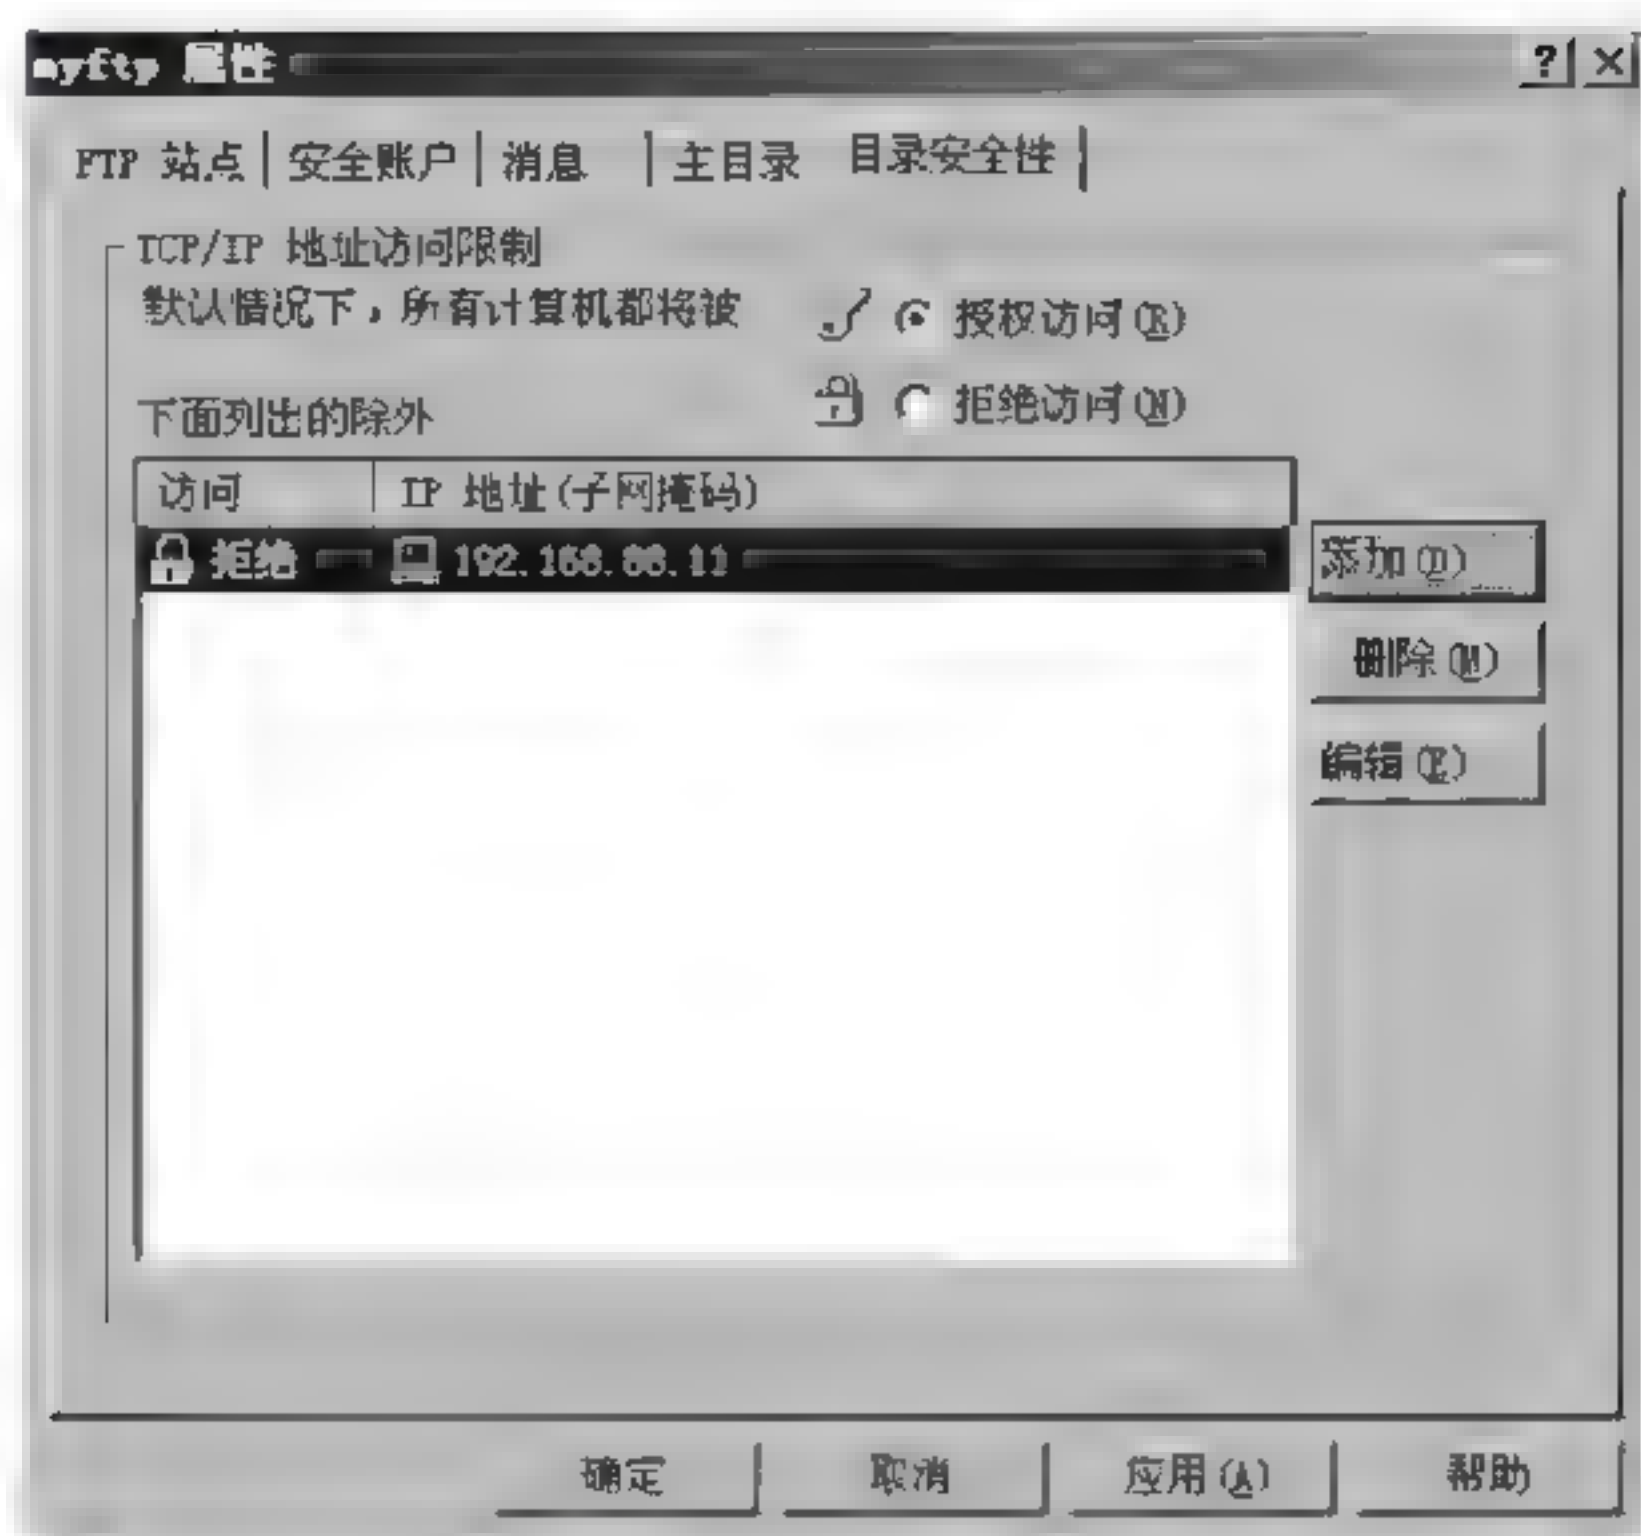 myftp 属性
FTP 站点 安全账户 消息 主目录 目录安全性
TCP/IP 地址访问限制
默认情况下，所有计算机都将被
授权访问(R)
拒绝访问(N)
下面列出的除外
访问 IP 地址(子网掩码)
拒绝
添加(D)
删除(M)
编辑(E)
确定 取消 应用(A) 帮助